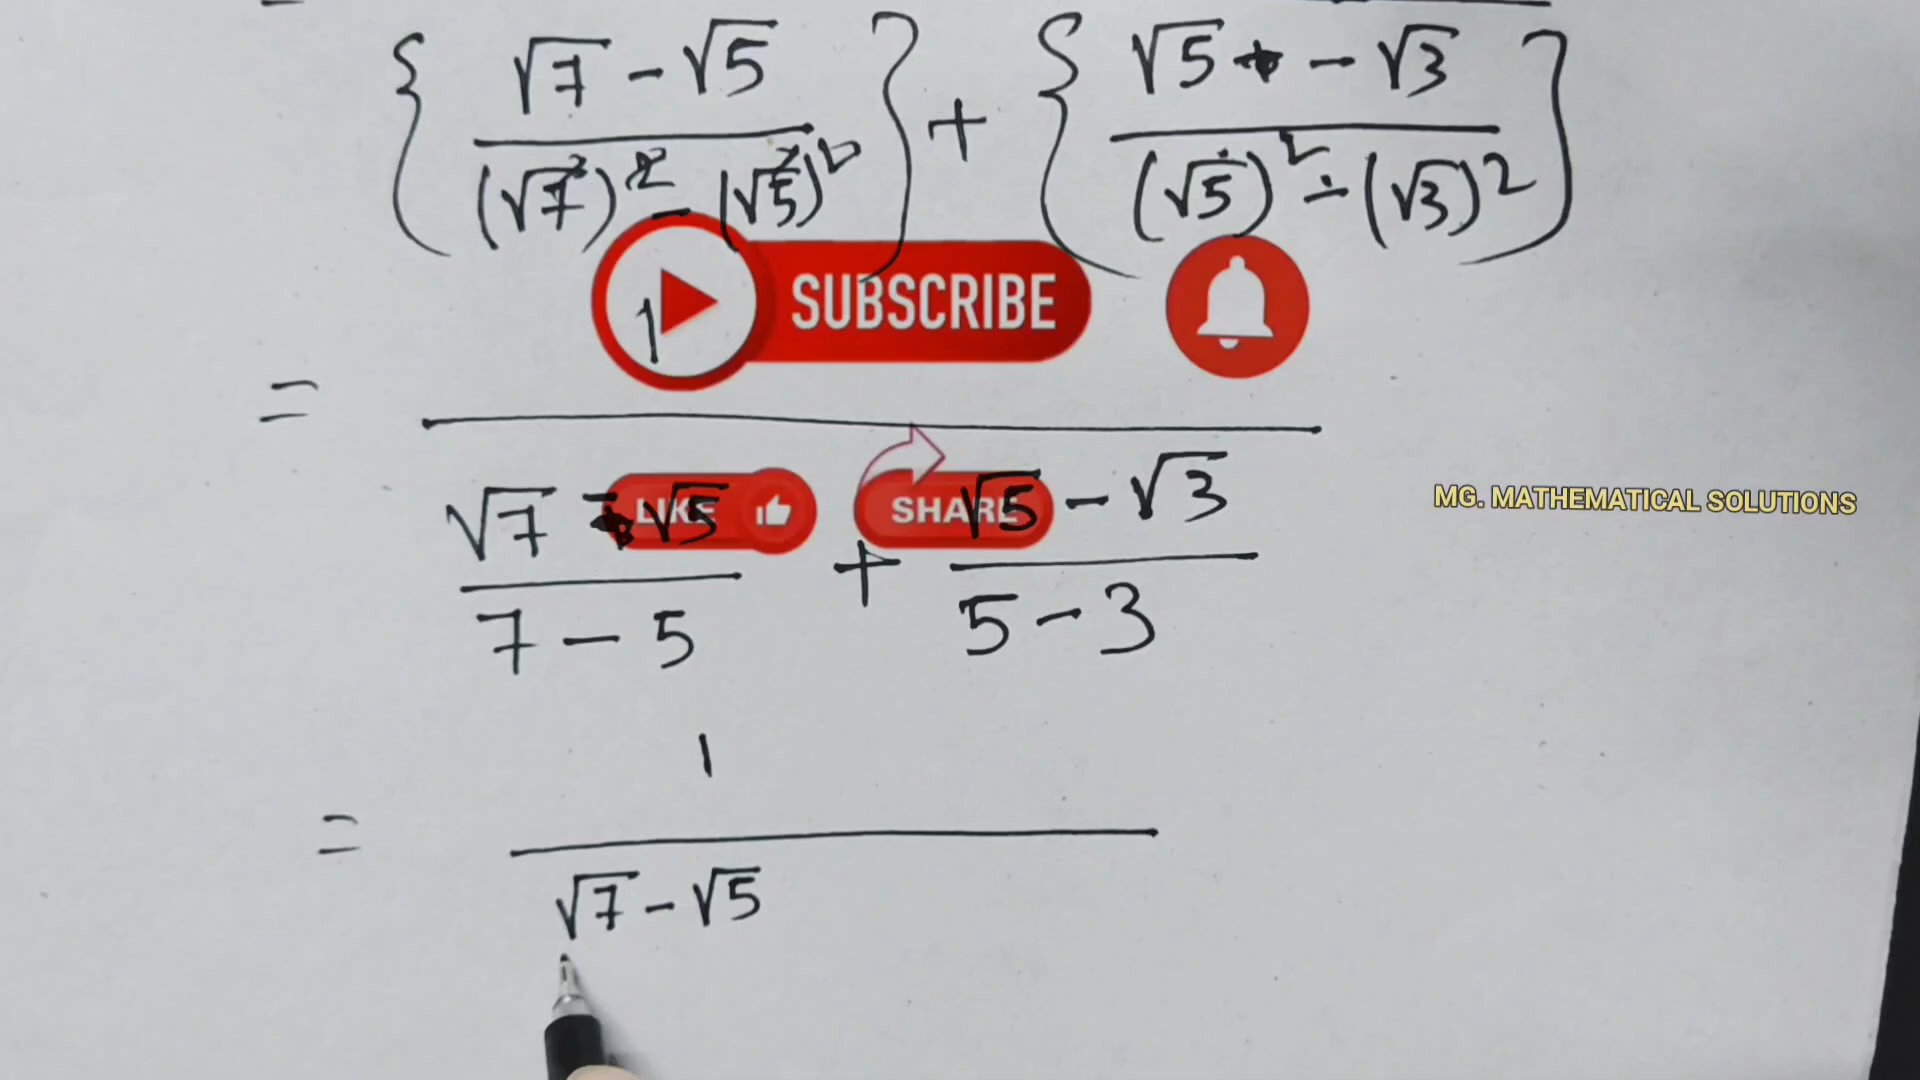 { √7 - √5 / (√7)² - (√5)² } + { √5 - √3 / (√5)² - (√3)² }
SUBSCRIBE
= 1
LIKE SHARE
√7 - √5 + √5 - √3
MG. MATHEMATICAL SOLUTIONS
7 - 5 5 - 3
= 1
√7 - √5